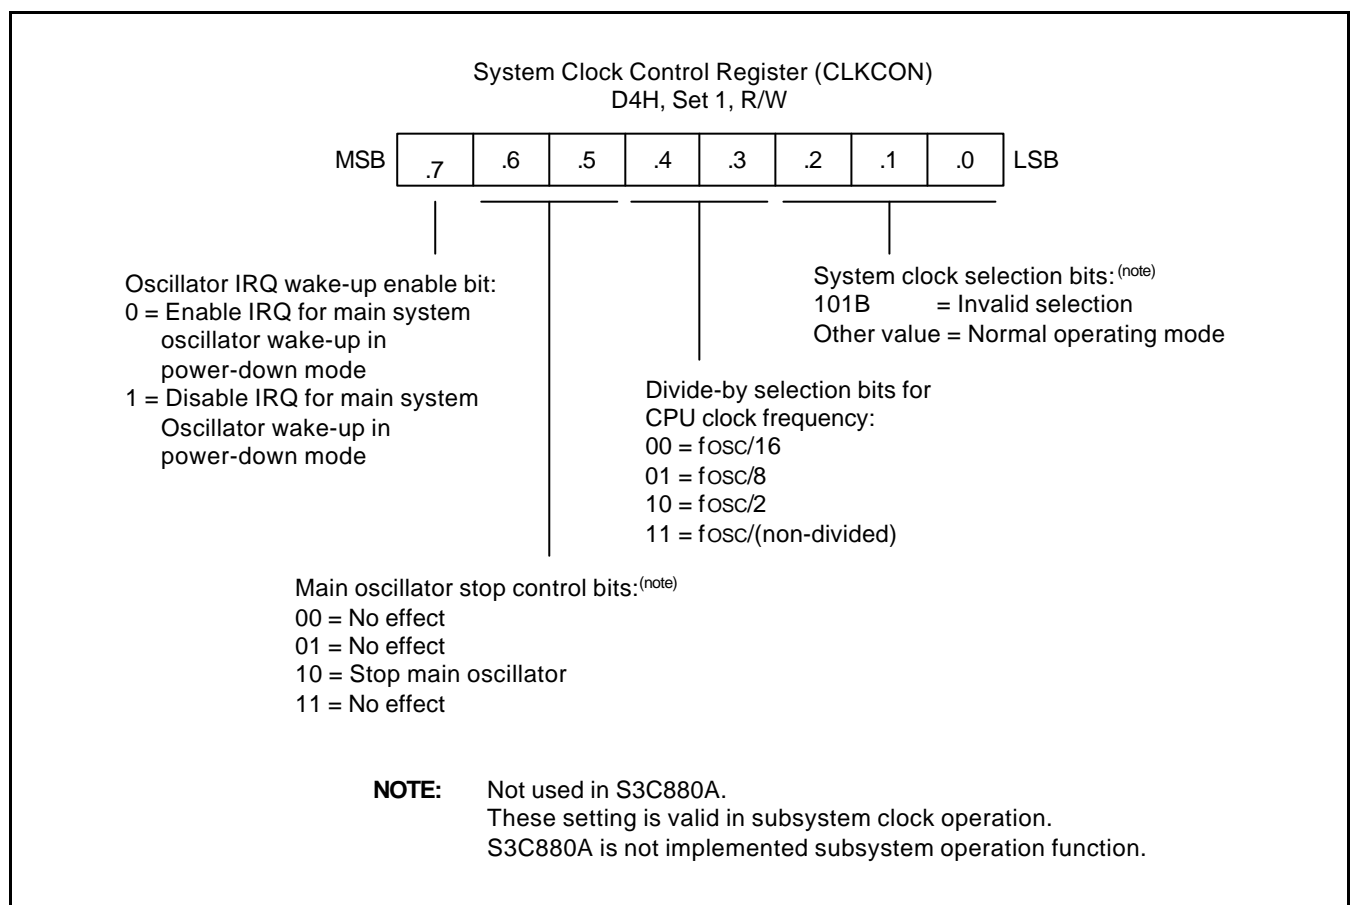 System Clock Control Register (CLKCON)
D4H, Set 1, R/W
MSB .7 .6 .5 .4 .3 .2 .1 .0 LSB
Oscillator IRQ wake-up enable bit:
0 = Enable IRQ for main system
oscillator wake-up in
power-down mode
1 = Disable IRQ for main system
Oscillator wake-up in
power-down mode
System clock selection bits: (note)
101B = Invalid selection
Other value = Normal operating mode
Divide-by selection bits for
CPU clock frequency:
00 = fOSC/16
01 = fOSC/8
10 = fOSC/2
11 = fOSC/(non-divided)
Main oscillator stop control bits:(note)
00 = No effect
01 = No effect
10 = Stop main oscillator
11 = No effect
NOTE: Not used in S3C880A.
These setting is valid in subsystem clock operation.
S3C880A is not implemented subsystem operation function.